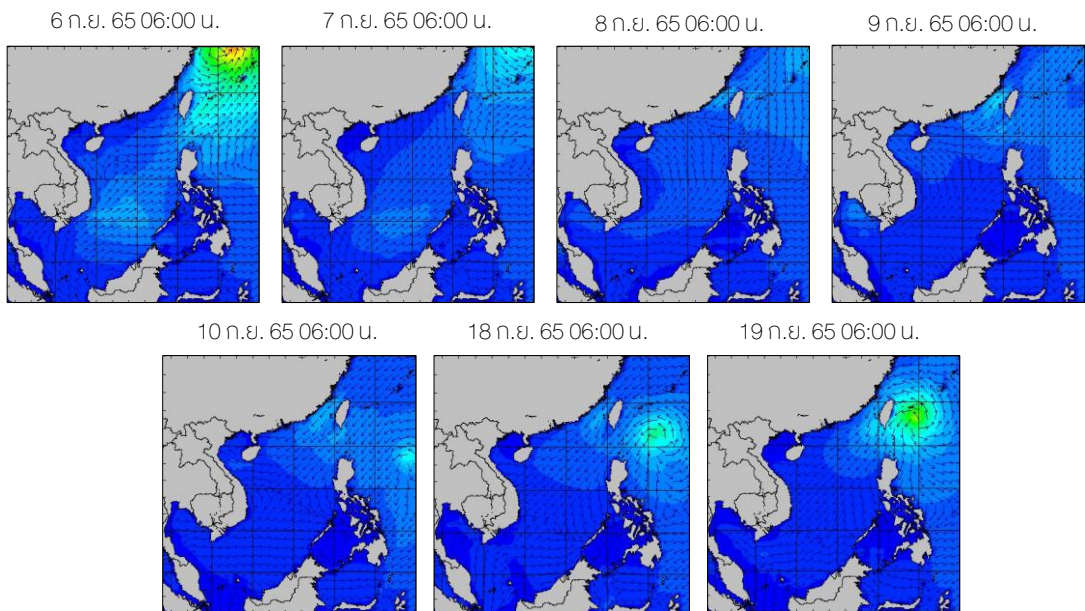 6 ก.ย. 65 06:00 น.
7 ก.ย. 65 06:00 น.
8 ก.ย. 65 06:00 น.
9 ก.ย. 65 06:00 น.
10 ก.ย. 65 06:00 น.
18 ก.ย. 65 06:00 น.
19 ก.ย. 65 06:00 น.